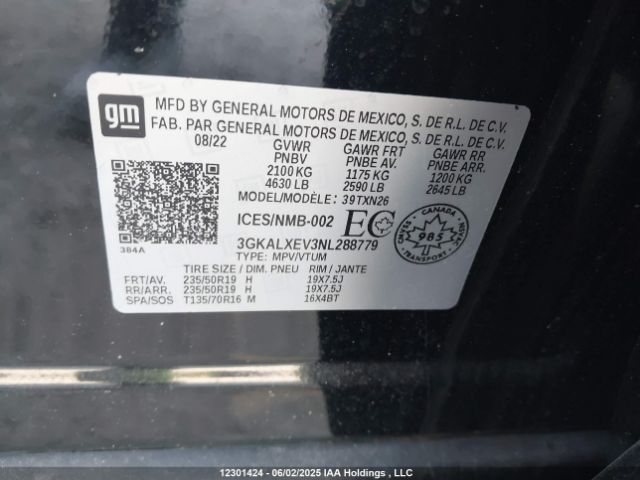 gm
MFD BY GENERAL MOTORS DE MEXICO, S. DE R.L. DE C.V.
FAB. PAR GENERAL MOTORS DE MEXICO, S. DE R.L. DE C.V.
08/22 GVWR GAWR FRT GAWR RR
PNBV PNBE AV. PNBE ARR.
2100 KG 1175 KG 1200 KG
4630 LB 2590 LB 2645 LB
MODEL/MODÈLE: 39TXN26
ICES/NMB-002 EC
CANADA 985 TRANS
384A
3GKALXEV3NL288779
TYPE: MPV/VTUM
TIRE SIZE / DIM. PNEU RIM / JANTE
FRT/AV. 235/50R19 H 19X7.5J
RR/ARR. 235/50R19 H 19X7.5J
SPA/SOS T135/70R16 M 16X4BT
12301424 - 06/02/2025 IAA Holdings , LLC